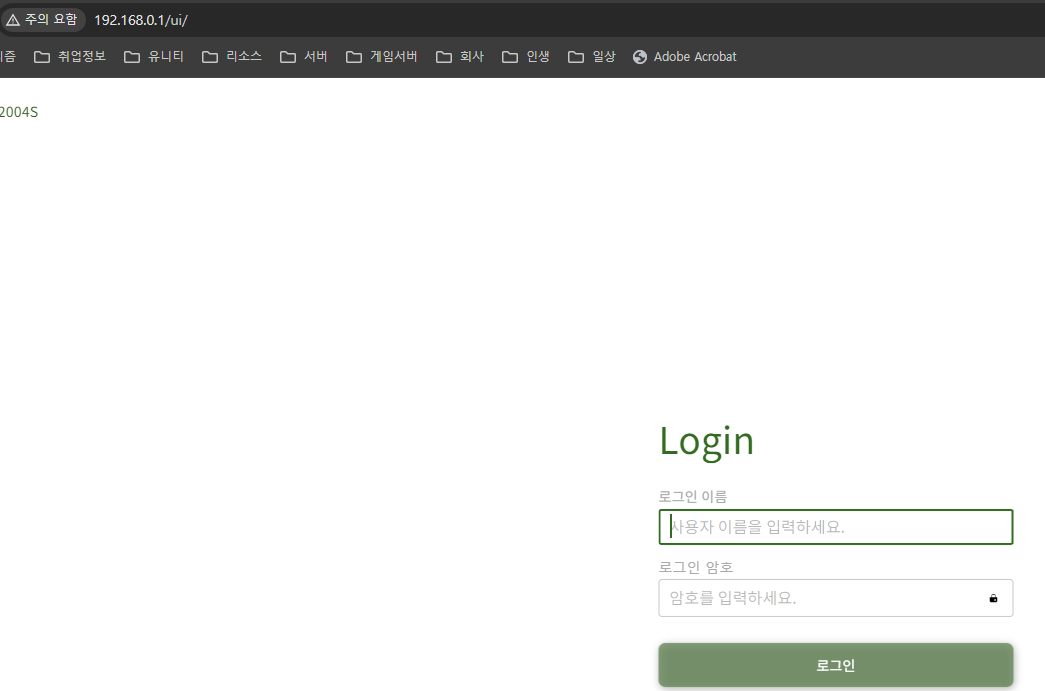 주의 요함 192.168.0.1/ui/
취업정보 유니티 리소스 서버 게임서버 회사 인생 일상 Adobe Acrobat
2004S
Login
로그인 이름
사용자 이름을 입력하세요.
로그인 암호
암호를 입력하세요.
로그인